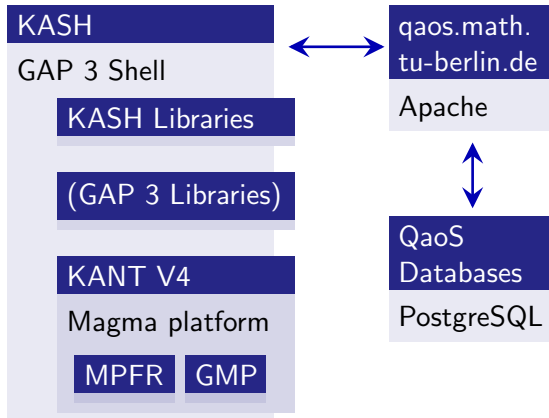 KASH
GAP 3 Shell
KASH Libraries
(GAP 3 Libraries)
KANT V4
Magma platform
MPFR
GMP
qaos.math.
tu-berlin.de
Apache
QaoS
Databases
PostgreSQL